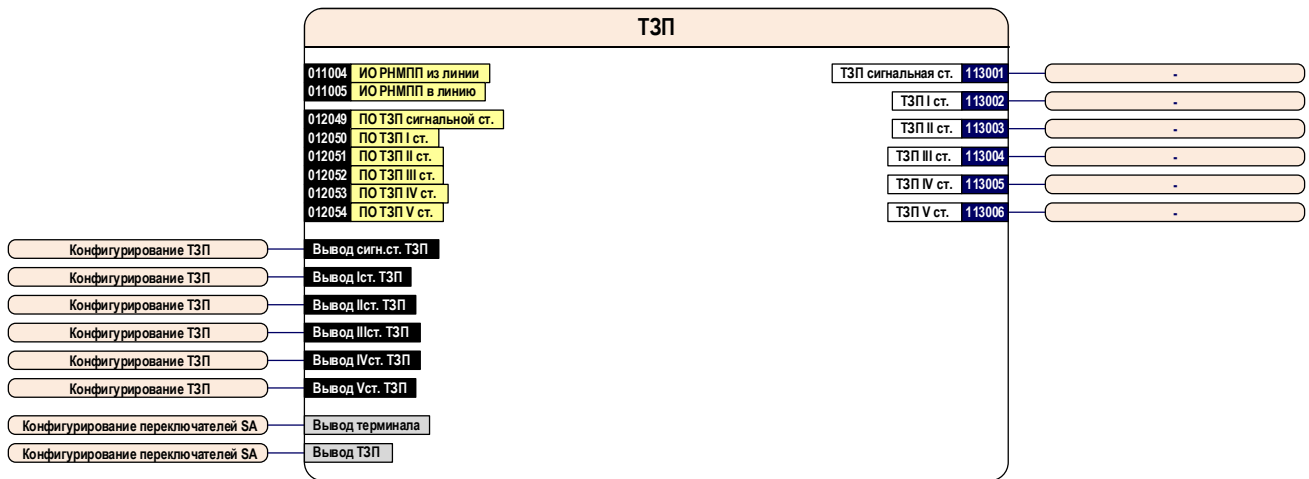 ТЗП
011004 ИО РНМПП из линии
011005 ИО РНМПП в линию
012049 ПО ТЗП сигнальной ст.
012050 ПО ТЗП I ст.
012051 ПО ТЗП II ст.
012052 ПО ТЗП III ст.
012053 ПО ТЗП IV ст.
012054 ПО ТЗП V ст.
ТЗП сигнальная ст. 113001 -
ТЗП I ст. 113002 -
ТЗП II ст. 113003 -
ТЗП III ст. 113004 -
ТЗП IV ст. 113005 -
ТЗП V ст. 113006 -
Конфигурирование ТЗП Вывод сигн.ст. ТЗП
Конфигурирование ТЗП Вывод Iст. ТЗП
Конфигурирование ТЗП Вывод IIст. ТЗП
Конфигурирование ТЗП Вывод IIIст. ТЗП
Конфигурирование ТЗП Вывод IVст. ТЗП
Конфигурирование ТЗП Вывод Vст. ТЗП
Конфигурирование переключателей SA Вывод терминала
Конфигурирование переключателей SA Вывод ТЗП